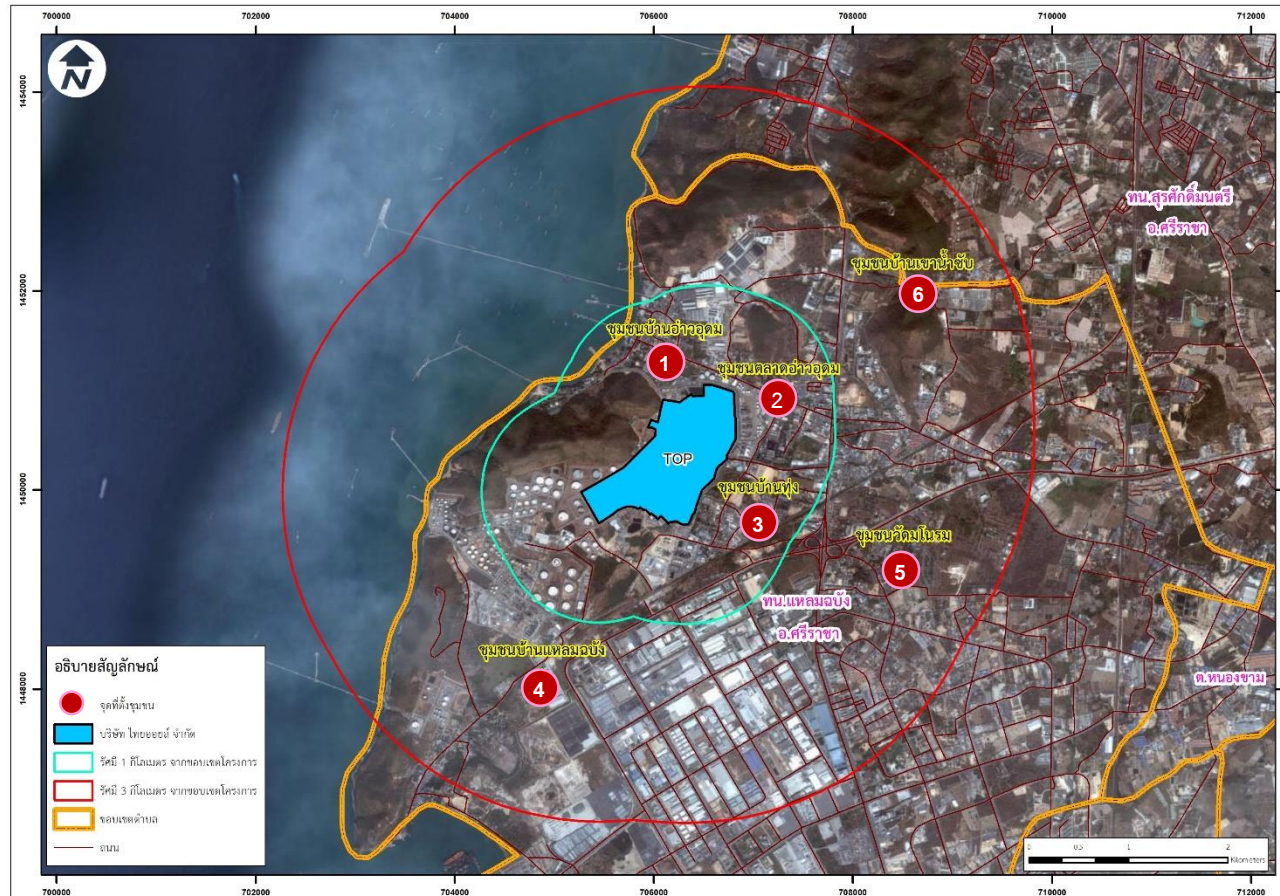 700000 702000 704000 706000 708000 710000 712000
1454000
1452000
1450000
1448000
N
ทน.สุรศักดิ์มนตรี
อ.ศรีราชา
ชุมชนบ้านเขาน้ำซับ
6
ชุมชนบ้านอ่าวอุดม
1
ชุมชนตลาดอ่าวอุดม
2
TOP
ชุมชนบ้านทุ่ง
3
ชุมชนวัดมโนรม
5
ทน.แหลมฉบัง
อ.ศรีราชา
ชุมชนบ้านแหลมฉบัง
4
ต.หนองขาม
อธิบายสัญลักษณ์
จุดที่ตั้งชุมชน
บริษัท ไทยออยล์ จำกัด
รัศมี 1 กิโลเมตร จากขอบเขตโครงการ
รัศมี 3 กิโลเมตร จากขอบเขตโครงการ
ขอบเขตตำบล
ถนน
0 0.5 1 2
Kilometers
1454000
1452000
1450000
1448000
700000 702000 704000 706000 708000 710000 712000